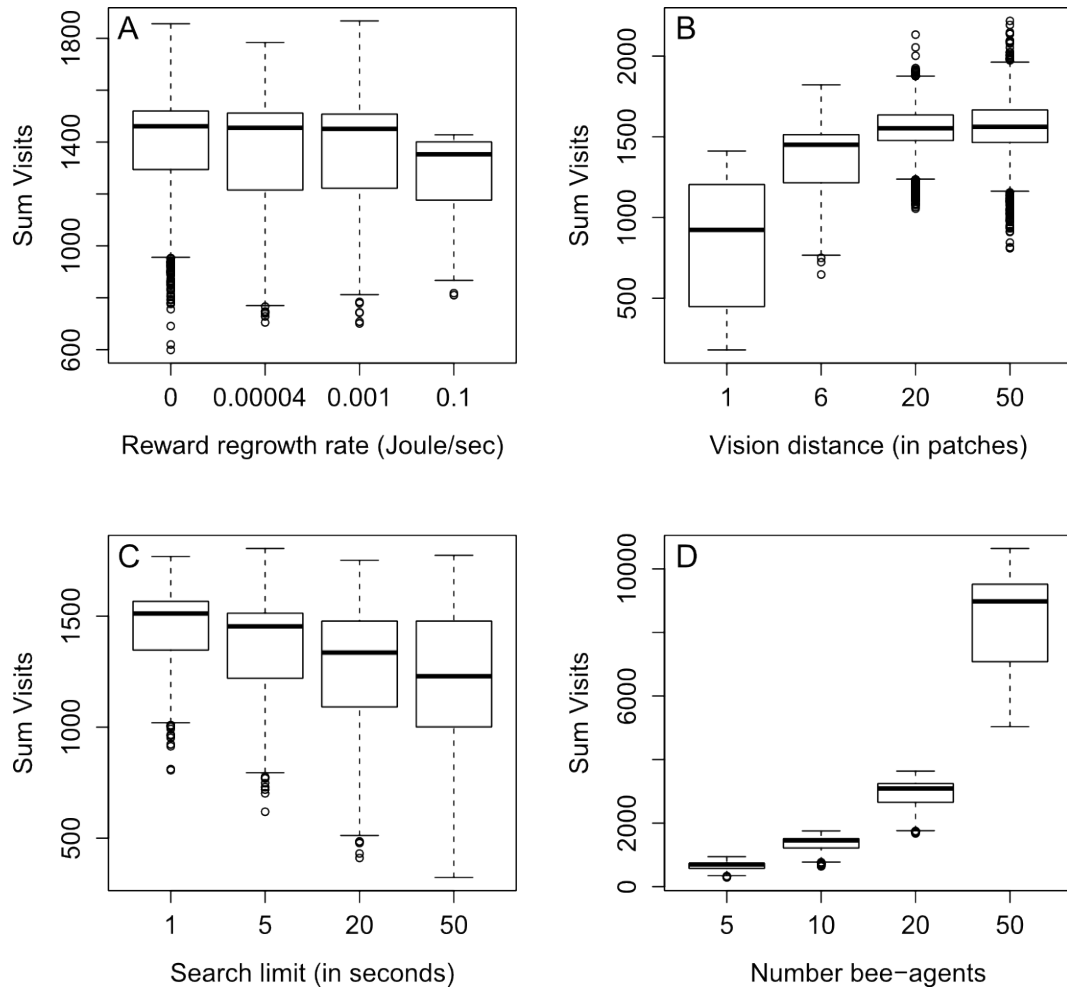 A
Sum Visits
1800
1400
1000
600
0 0.00004 0.001 0.1
Reward regrowth rate (Joule/sec)
B
Sum Visits
2000
1500
1000
500
1 6 20 50
Vision distance (in patches)
C
Sum Visits
1500
1000
500
1 5 20 50
Search limit (in seconds)
D
Sum Visits
10000
6000
2000
0
5 10 20 50
Number bee−agents